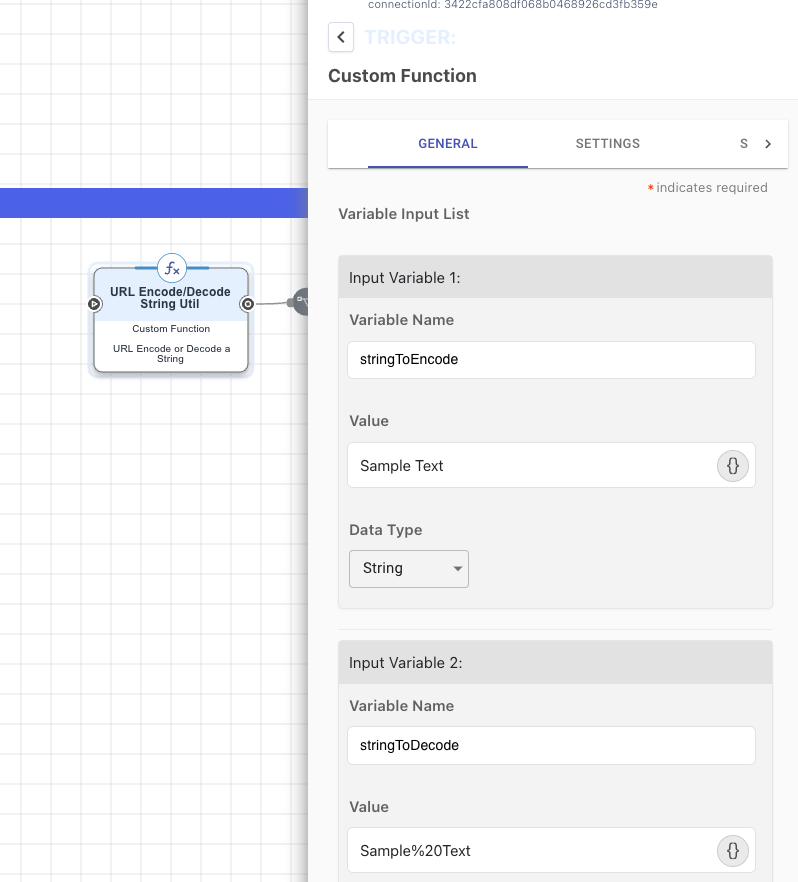 connectionId: 3422cfa808df068b0468926cd3fb359e
TRIGGER:
Custom Function
GENERAL
SETTINGS
S
* indicates required
Variable Input List
Input Variable 1:
Variable Name
stringToEncode
Value
Sample Text
{}
Data Type
String
Input Variable 2:
Variable Name
stringToDecode
Value
Sample%20Text
{}
fx
URL Encode/Decode
String Util
Custom Function
URL Encode or Decode a
String